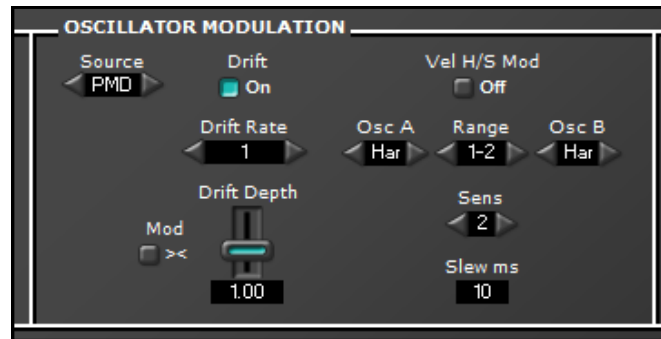 OSCILLATOR MODULATION
Source Drift Vel H/S Mod
PMD On Off
Drift Rate Osc A Range Osc B
1 Har 1-2 Har
Drift Depth Sens
2
Mod
><
Slew ms
1.00 10